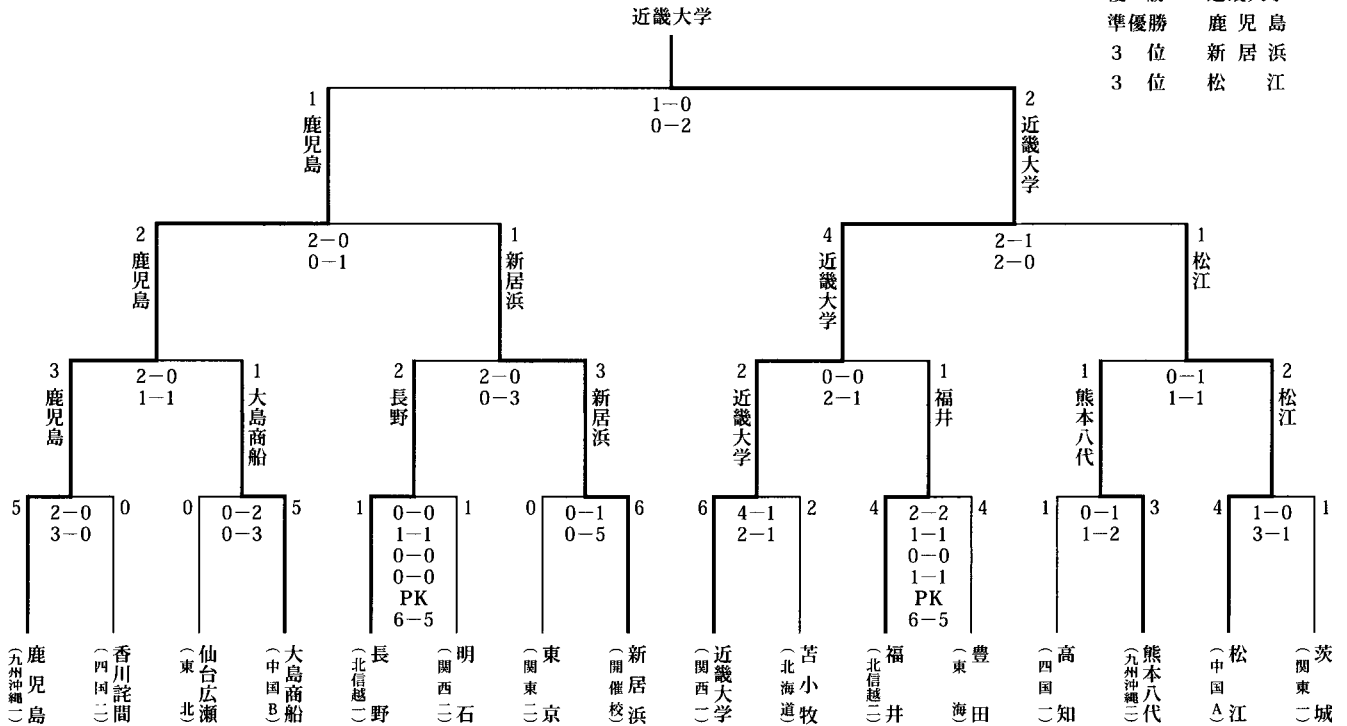 近畿大学
準優勝 鹿児島
3位 新居浜
3位 松江
1 鹿児島
1-0
0-2
2 近畿大学
2 鹿児島
2-0
0-1
1 新居浜
4 近畿大学
2-1
2-0
1 松江
3 鹿児島
2-0
1-1
1 大島商船
2 長野
2-0
0-3
3 新居浜
2 近畿大学
0-0
2-1
1 福井
1 熊本八代
0-1
1-1
2 松江
5
2-0
3-0
0
0
0-2
0-3
5
1
0-0
1-1
0-0
0-0
PK
6-5
1
0
0-1
0-5
6
6
4-1
2-1
2
4
2-2
1-1
0-0
1-1
PK
6-5
4
1
0-1
1-2
3
4
1-0
3-1
1
鹿児島(九州沖縄一)
香川詫間(四国二)
仙台広瀬(東北)
大島商船(中国B)
長野(北信越一)
明石(関西二)
東京(関東二)
新居浜(開催校)
近畿大学(関西一)
苫小牧(北海道)
福井(北信越二)
豊田(東海)
高知(四国一)
熊本八代(九州沖縄二)
松江(中国A)
茨城(関東一)